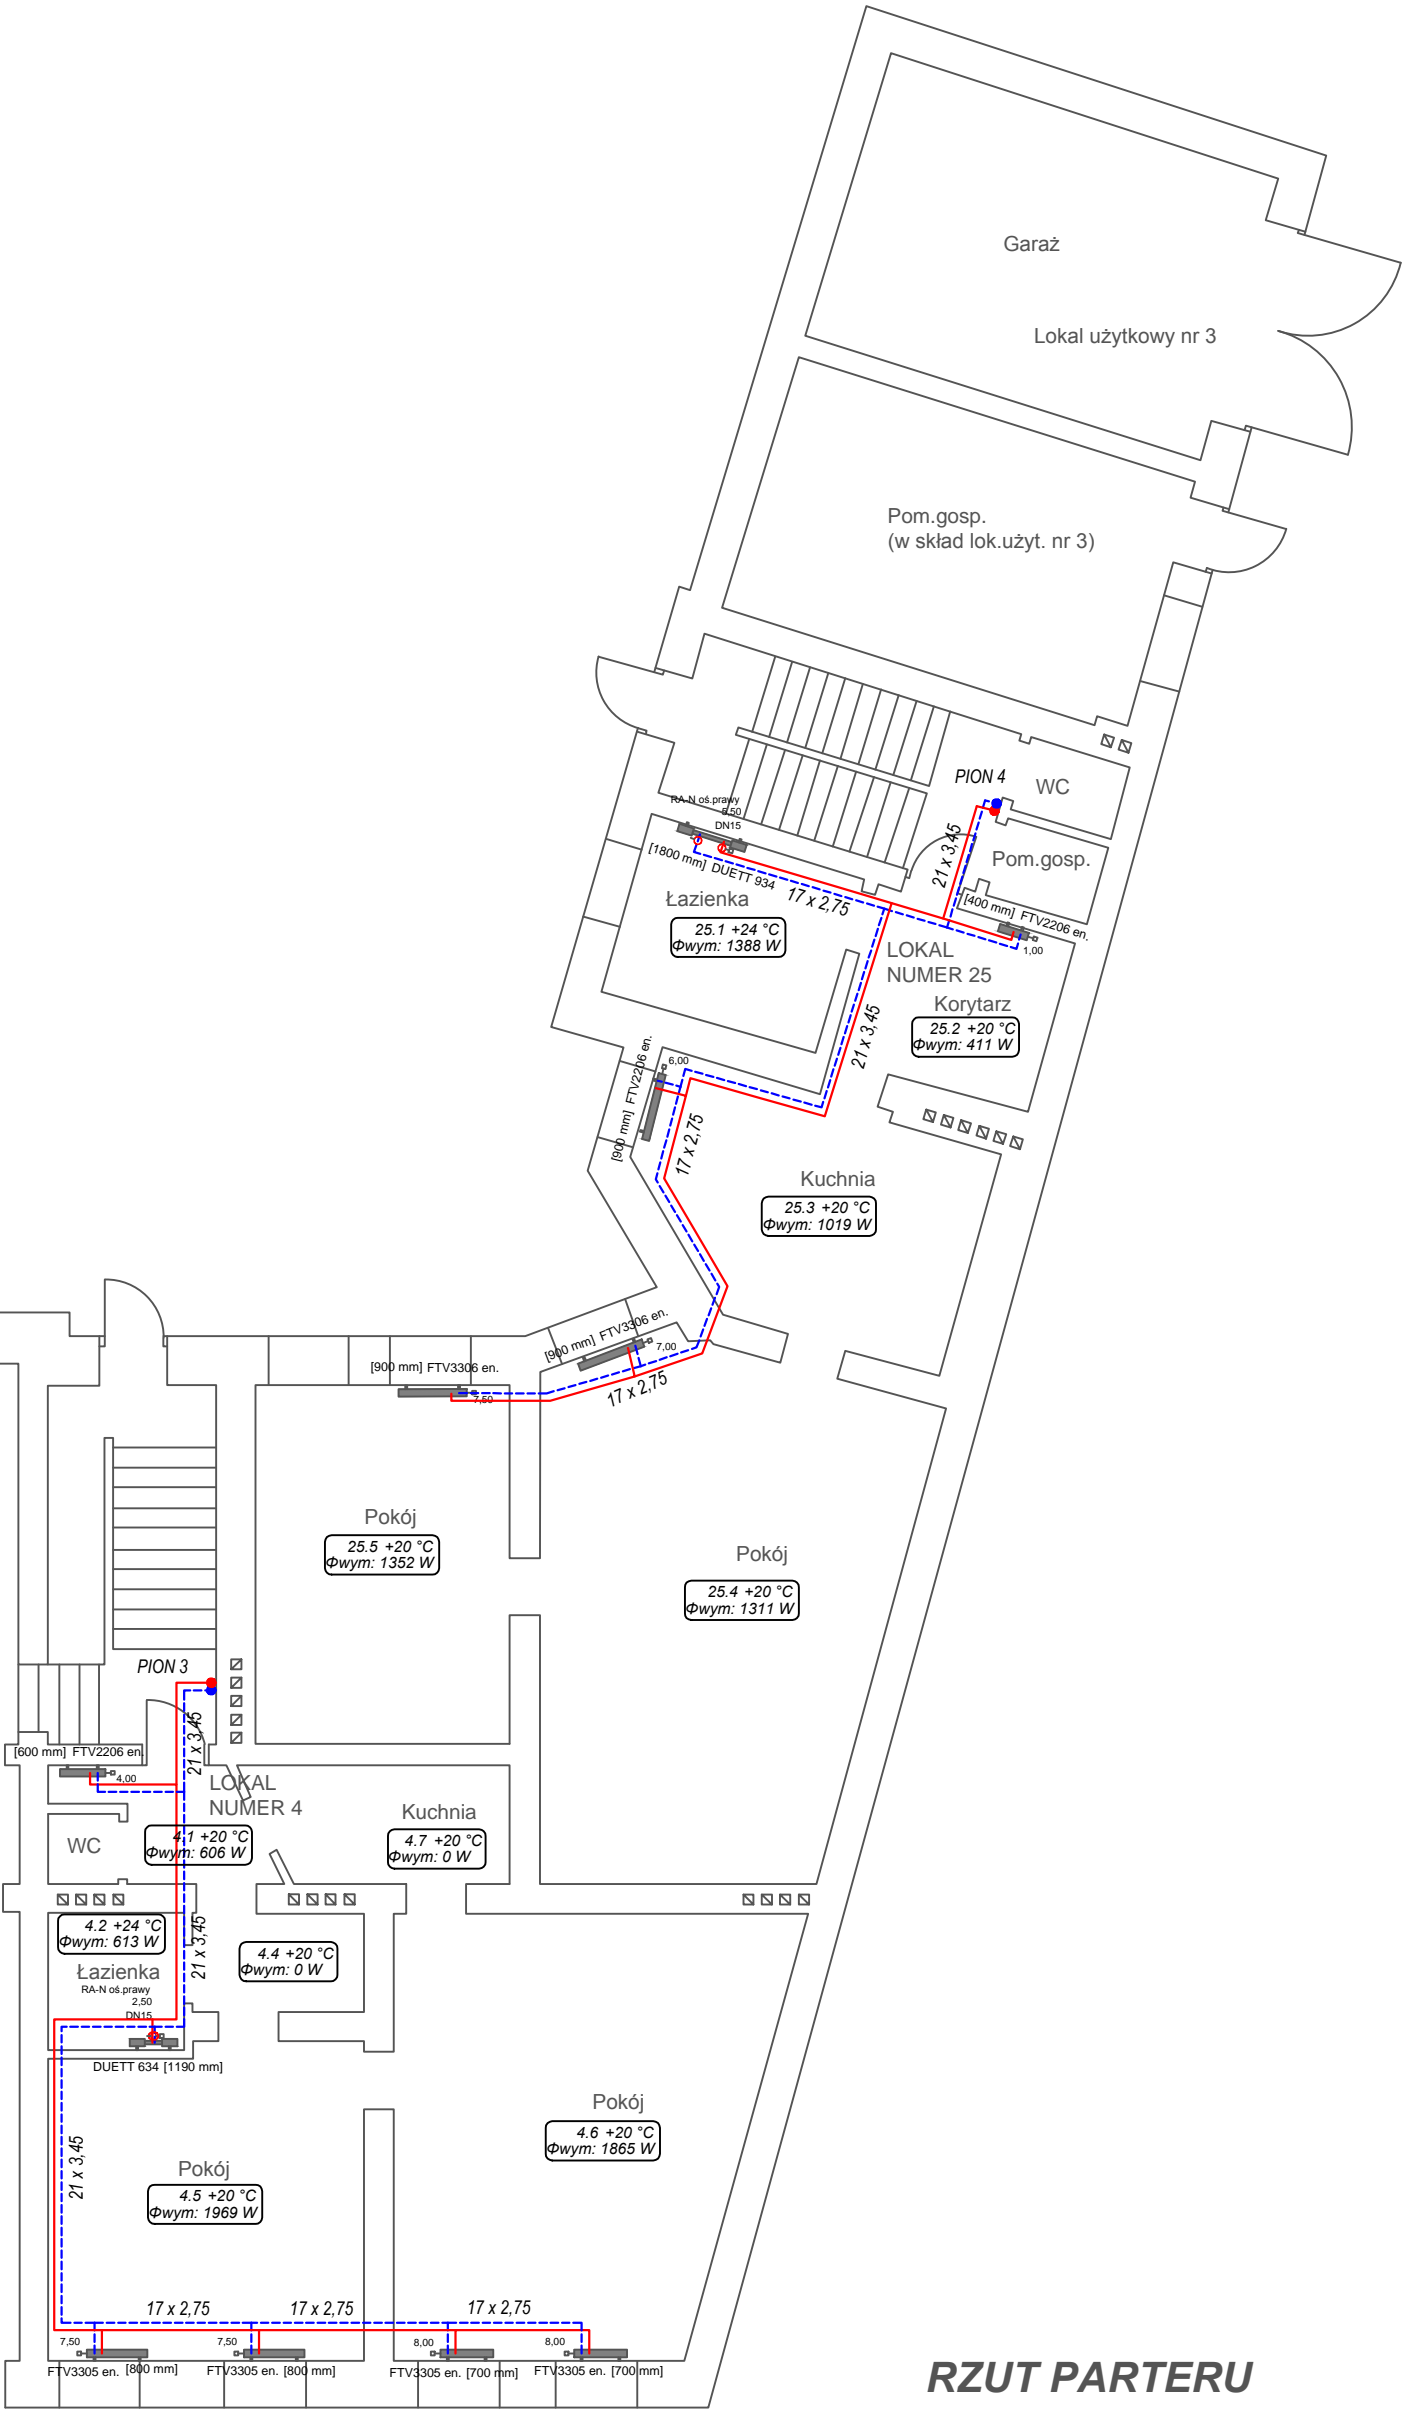 Garaż
Lokal użytkowy nr 3
Pom.gosp.
(w skład lok.użyt. nr 3)
PION 4
WC
RA-N oś.prawy
5,50
DN15
[1800 mm] DUETT 934
17 x 2,75
21 x 3,45
Pom.gosp.
[400 mm] FTV2206 en.
1,00
Łazienka
25.1 +24 °C
Φwym: 1388 W
LOKAL
NUMER 25
Korytarz
25.2 +20 °C
Φwym: 411 W
21 x 3,45
[900 mm] FTV2206 en.
6,00
17 x 2,75
Kuchnia
25.3 +20 °C
Φwym: 1019 W
[900 mm] FTV3306 en.
7,00
[900 mm] FTV3306 en.
7,50
17 x 2,75
Pokój
25.5 +20 °C
Φwym: 1352 W
Pokój
25.4 +20 °C
Φwym: 1311 W
PION 3
21 x 3,45
[600 mm] FTV2206 en.
4,00
LOKAL
NUMER 4
Kuchnia
4.7 +20 °C
Φwym: 0 W
WC
4.1 +20 °C
Φwym: 606 W
4.2 +24 °C
Φwym: 613 W
21 x 3,45
4.4 +20 °C
Φwym: 0 W
Łazienka
RA-N oś.prawy
2,50
DN15
DUETT 634 [1190 mm]
Pokój
4.6 +20 °C
Φwym: 1865 W
21 x 3,45
Pokój
4.5 +20 °C
Φwym: 1969 W
17 x 2,75
17 x 2,75
17 x 2,75
7,50
7,50
8,00
8,00
FTV3305 en. [800 mm]
FTV3305 en. [800 mm]
FTV3305 en. [700 mm]
FTV3305 en. [700 mm]
RZUT PARTERU